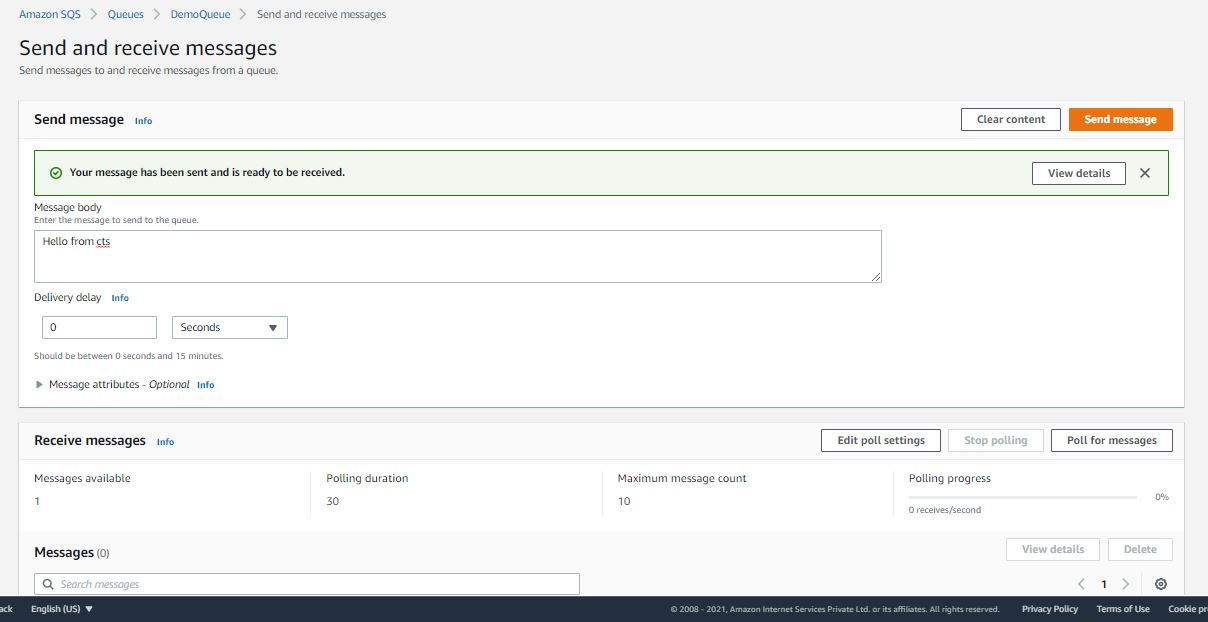 Amazon SQS > Queues > DemoQueue > Send and receive messages
Send and receive messages
Send messages to and receive messages from a queue.
Send message Info Clear content Send message
Your message has been sent and is ready to be received. View details
Message body
Enter the message to send to the queue.
Hello from cts
Delivery delay Info
0 Seconds
Should be between 0 seconds and 15 minutes.
Message attributes - Optional Info
Receive messages Info Edit poll settings Stop polling Poll for messages
Messages available Polling duration Maximum message count Polling progress
1 30 10 0%
0 receives/second
Messages (0) View details Delete
Search messages 1
ack English (US) © 2008 - 2021, Amazon Internet Services Private Ltd. or its affiliates. All rights reserved. Privacy Policy Terms of Use Cookie pr